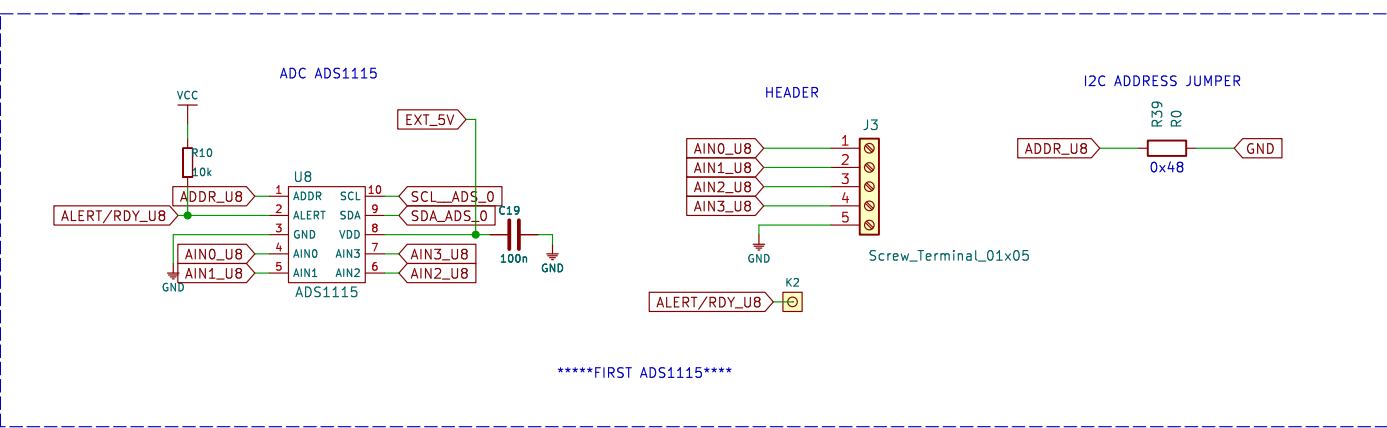 ADC ADS1115
HEADER
I2C ADDRESS JUMPER
VCC
R10
10k
EXT_5V
U8
ADDR_U8
ALERT/RDY_U8
AIN0_U8
AIN1_U8
1 ADDR SCL 10
2 ALERT SDA 9
3 GND VDD 8
4 AIN0 AIN3 7
5 AIN1 AIN2 6
ADS1115
GND
SCL__ADS_0
SDA_ADS_0
AIN3_U8
AIN2_U8
C19
100n
GND
J3
AIN0_U8 1
AIN1_U8 2
AIN2_U8 3
AIN3_U8 4
5
GND
Screw_Terminal_01x05
K2
ALERT/RDY_U8
R39
R0
ADDR_U8
GND
0x48
*****FIRST ADS1115****